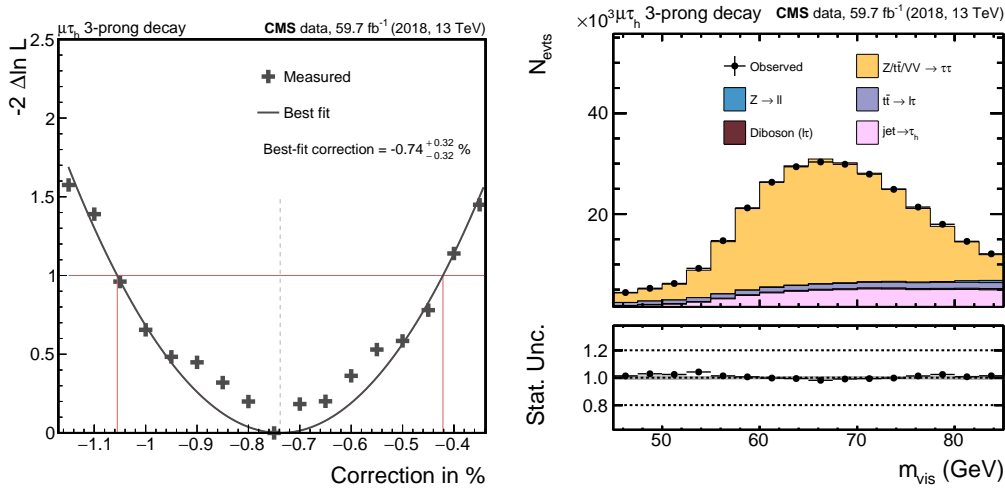 μτh 3-prong decay CMS data, 59.7 fb⁻¹ (2018, 13 TeV)
-2 Δln L
2.5
2
1.5
1
0.5
0
Measured
Best fit
Best-fit correction = -0.74 +0.32 −0.32 %
−1.1 −1 −0.9 −0.8 −0.7 −0.6 −0.5 −0.4
Correction in %
×10³ μτh 3-prong decay CMS data, 59.7 fb⁻¹ (2018, 13 TeV)
Nevts
40
20
Observed
Z/tt̄/VV → ττ
Z → ll
tt̄ → lτ
Diboson (lτ)
jet→τh
Stat. Unc.
1.2
1.0
0.8
50 60 70 80
mvis (GeV)